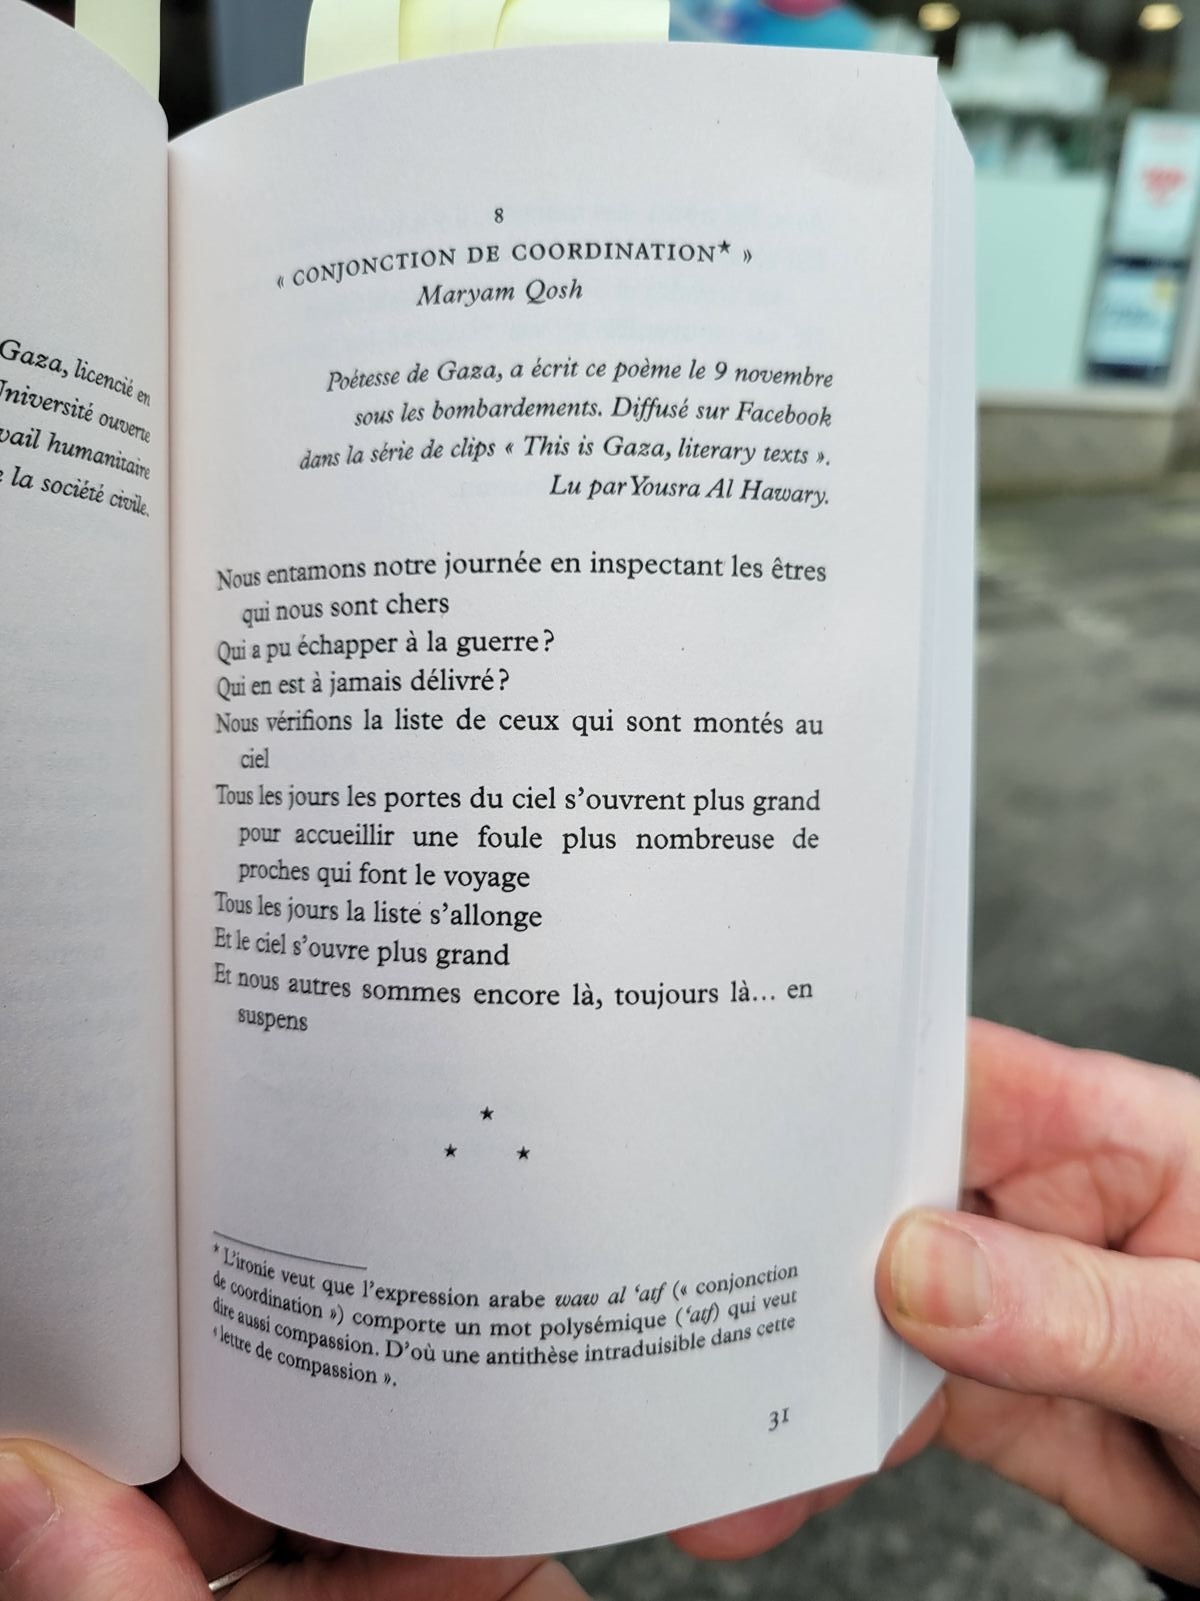 Gaza, licencié en
Université ouverte
humanitaire
la société civile.
8
« CONJONCTION DE COORDINATION* »
Maryam Qosh
Poétesse de Gaza, a écrit ce poème le 9 novembre
sous les bombardements. Diffusé sur Facebook
dans la série de clips « This is Gaza, literary texts ».
Lu par Yousra Al Hawary.
Nous entamons notre journée en inspectant les êtres
qui nous sont chers
Qui a pu échapper à la guerre ?
Qui en est à jamais délivré ?
Nous vérifions la liste de ceux qui sont montés au
ciel
Tous les jours les portes du ciel s’ouvrent plus grand
pour accueillir une foule plus nombreuse de
proches qui font le voyage
Tous les jours la liste s’allonge
Et le ciel s’ouvre plus grand
Et nous autres sommes encore là, toujours là… en
suspens
* L’ironie veut que l’expression arabe waw al ‘atf (« conjonction
de coordination ») comporte un mot polysémique (‘atf) qui veut
dire aussi compassion. D’où une antithèse intraduisible dans cette
« lettre de compassion ».
31